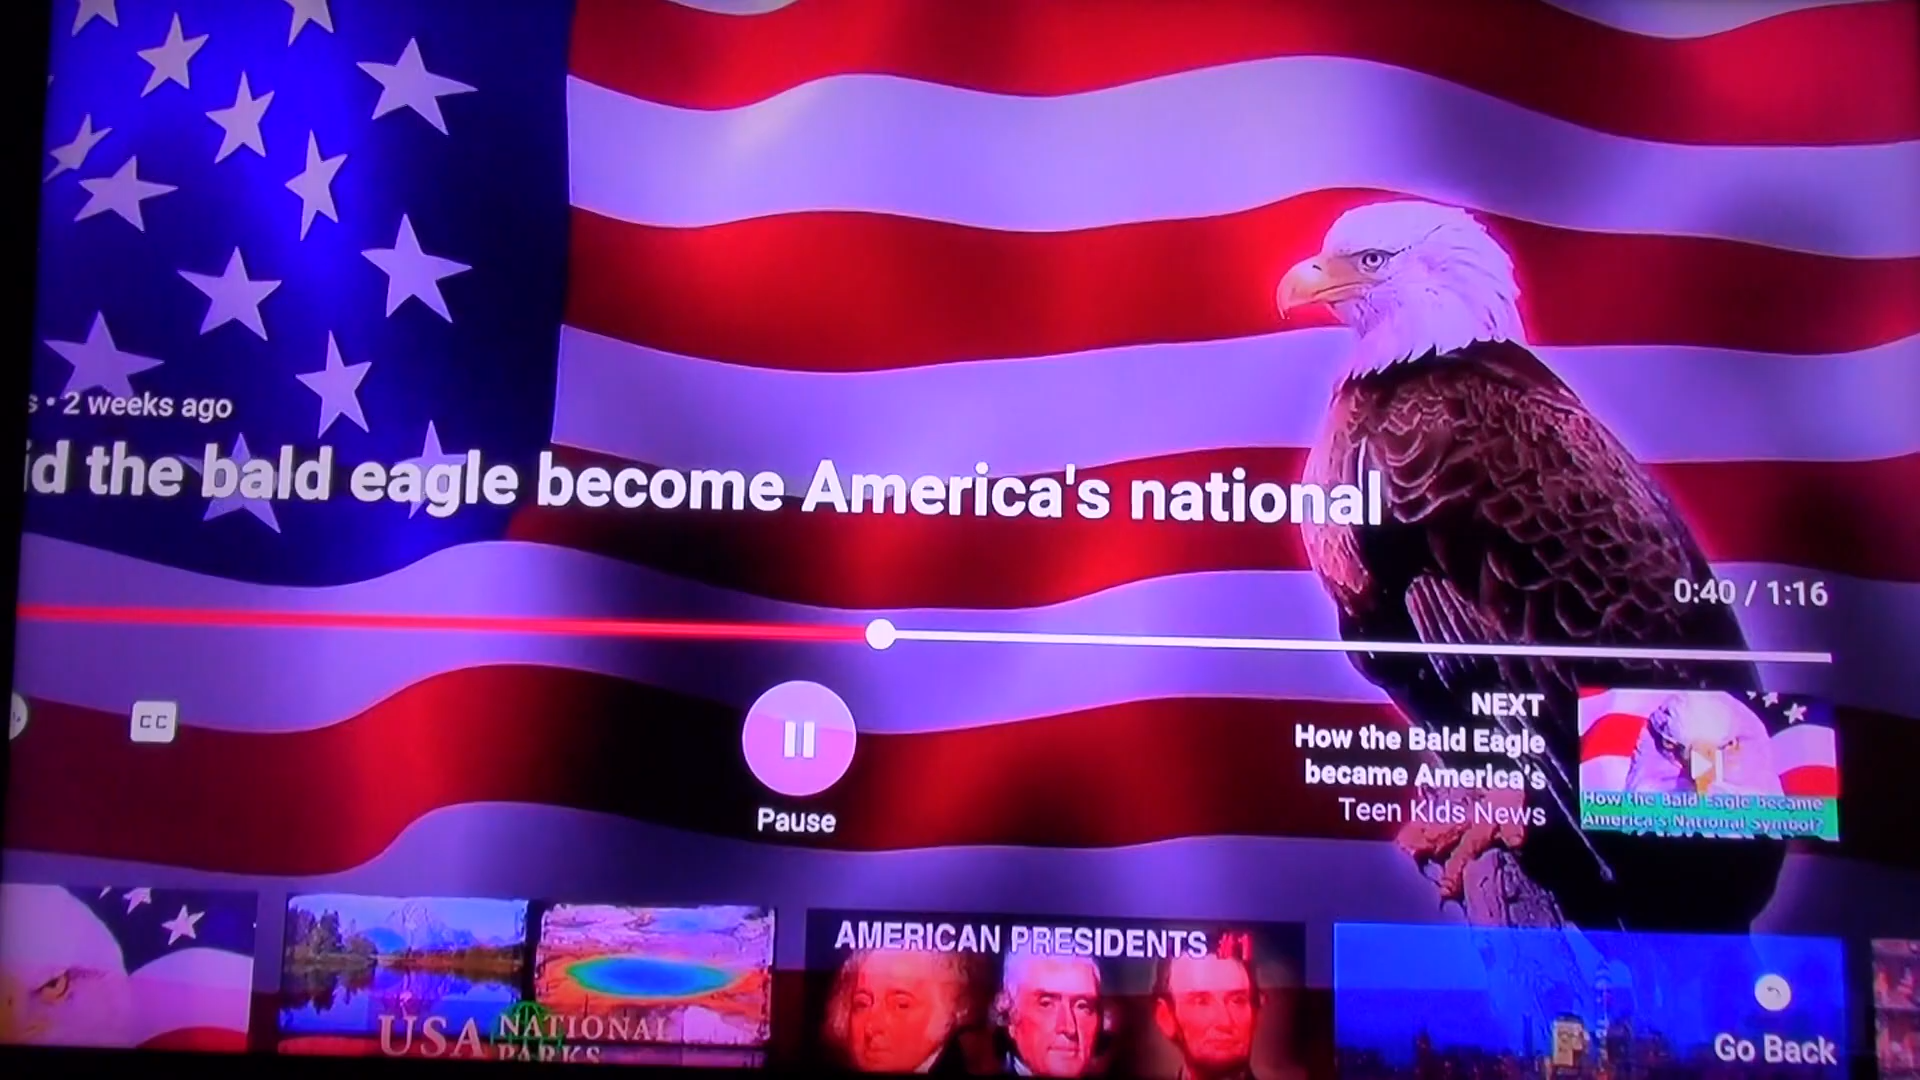 s • 2 weeks ago
id the bald eagle become America's national
0:40 / 1:16
CC
NEXT
How the Bald Eagle
became America's
Teen Kids News
How the Bald Eagle became
America's National Symbol?
Pause
AMERICAN PRESIDENTS #1
USA NATIONAL
PARKS
Go Back